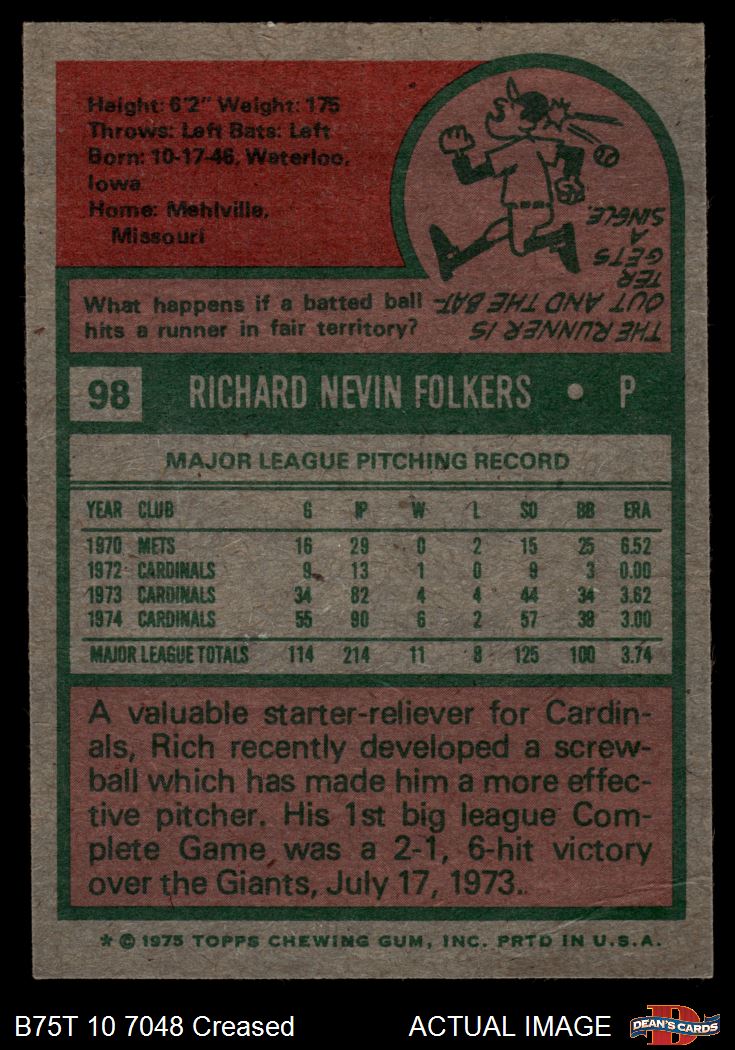 Height: 6'2" Weight: 175
Throws: Left Bats: Left
Born: 10-17-46, Waterloo,
Iowa
Home: Mehlville,
Missouri
What happens if a batted ball
hits a runner in fair territory?
THE RUNNER IS
OUT AND THE BAT-
TER
GETS
A
SINGLE.
98 RICHARD NEVIN FOLKERS • P
MAJOR LEAGUE PITCHING RECORD
YEAR CLUB G IP W L SO BB ERA
1970 METS 16 29 0 2 15 25 6.52
1972 CARDINALS 9 13 1 0 9 3 0.00
1973 CARDINALS 34 82 4 4 44 34 3.62
1974 CARDINALS 55 90 6 2 57 38 3.00
MAJOR LEAGUE TOTALS 114 214 11 8 125 100 3.74
A valuable starter-reliever for Cardin-
als, Rich recently developed a screw-
ball which has made him a more effec-
tive pitcher. His 1st big league Com-
plete Game was a 2-1, 6-hit victory
over the Giants, July 17, 1973..
* © 1975 TOPPS CHEWING GUM, INC. PRTD IN U.S.A.
B75T 10 7048 Creased ACTUAL IMAGE
DEAN'S CARDS